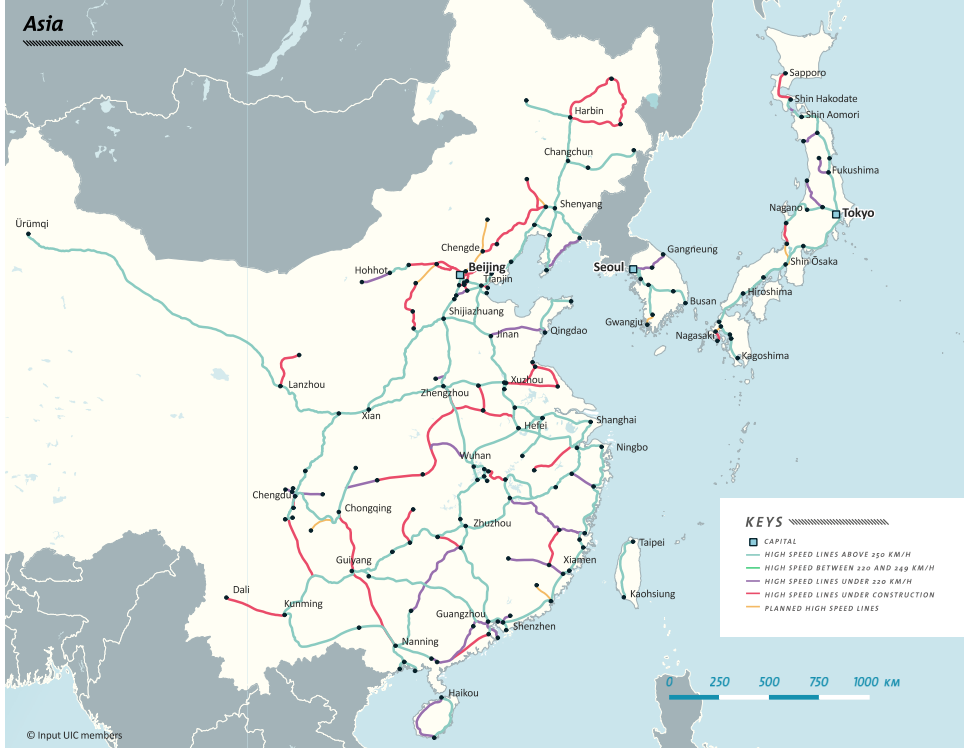 Asia
Sapporo
Shin Hakodate
Shin Aomori
Harbin
Changchun
Fukushima
Shenyang
Nagano
Tokyo
Ürümqi
Chengde
Gangneung
Hohhot
Beijing
Seoul
Shin Ōsaka
Tianjin
Hiroshima
Busan
Shijiazhuang
Gwangju
Jinan
Qingdao
Nagasaki
Kagoshima
Lanzhou
Xuzhou
Zhengzhou
Xian
Shanghai
Hefei
Ningbo
Wuhan
Chengdu
Chongqing
Zhuzhou
KEYS
CAPITAL
Taipei
HIGH SPEED LINES ABOVE 250 KM/H
Guiyang
Xiamen
HIGH SPEED BETWEEN 220 AND 249 KM/H
HIGH SPEED LINES UNDER 220 KM/H
Dali
Kaohsiung
HIGH SPEED LINES UNDER CONSTRUCTION
Kunming
PLANNED HIGH SPEED LINES
Guangzhou
Shenzhen
Nanning
0 250 500 750 1000 KM
Haikou
© Input UIC members